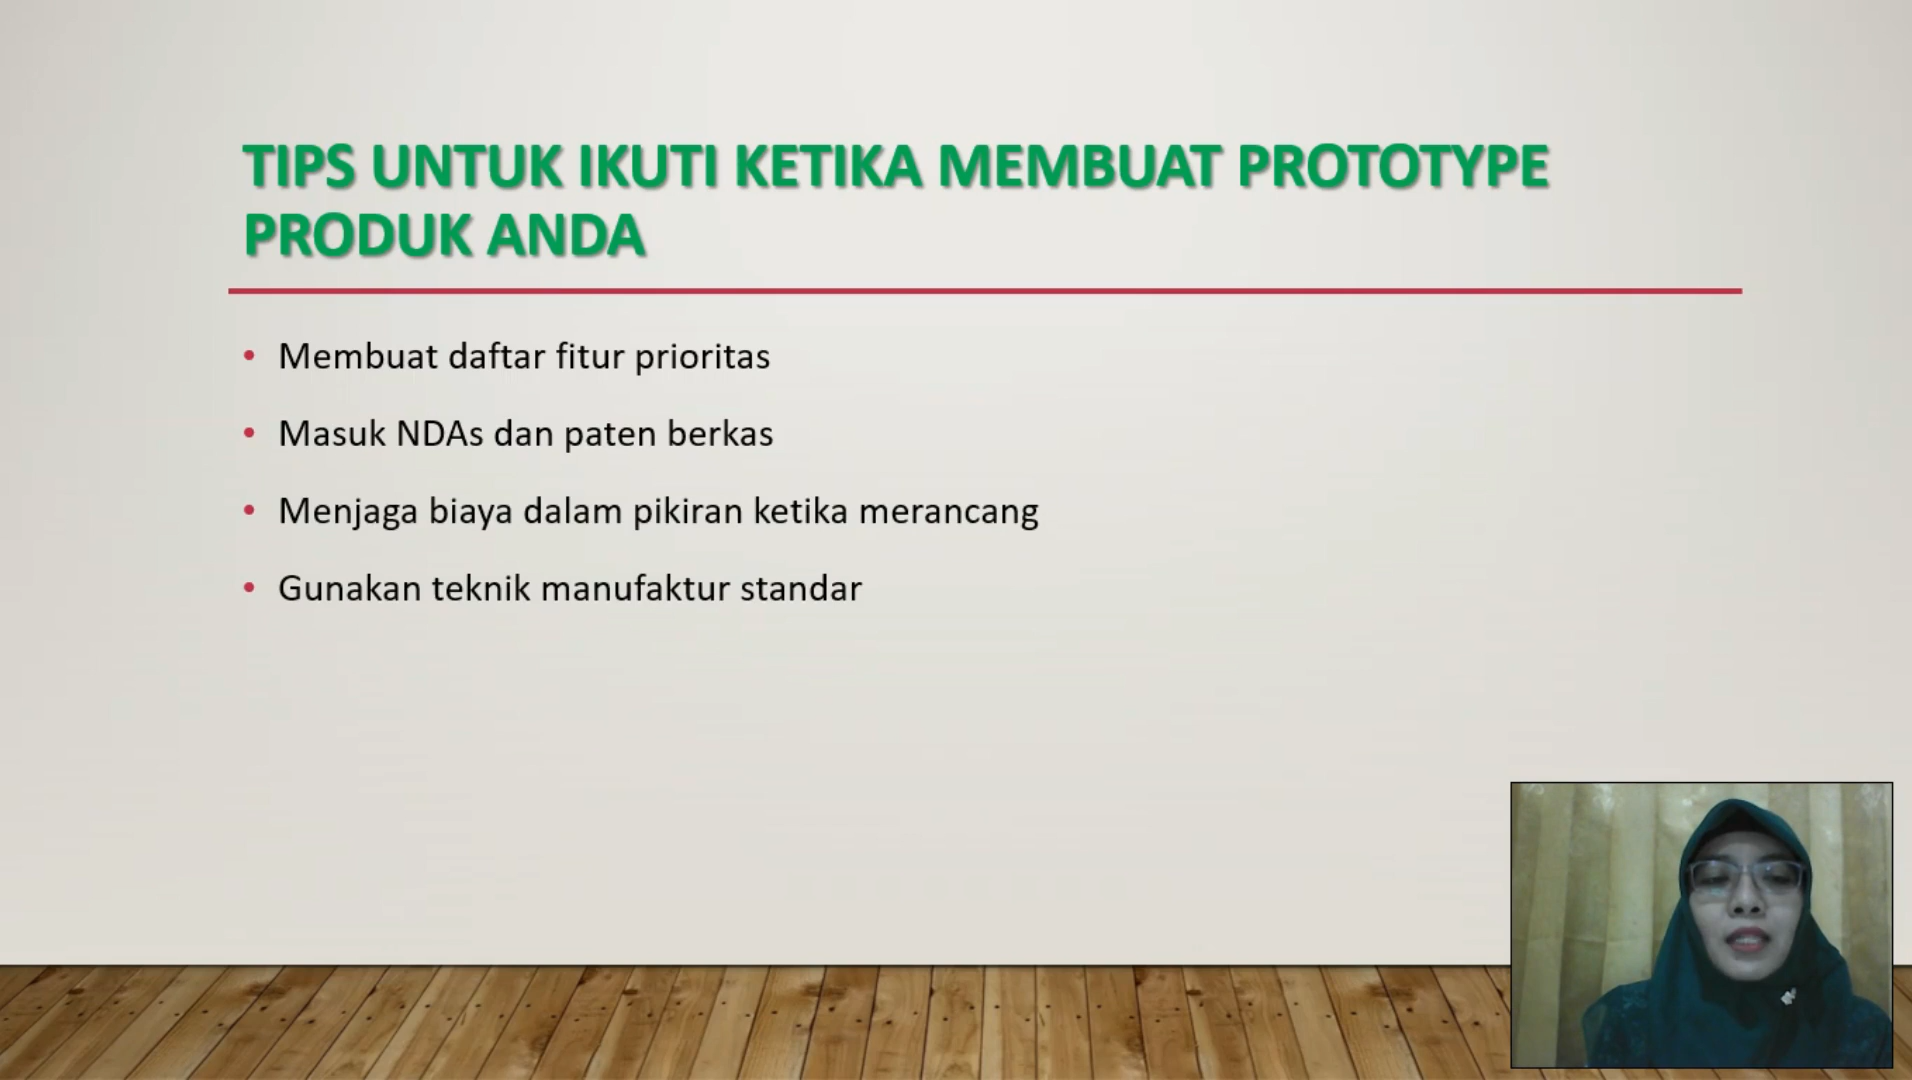 TIPS UNTUK IKUTI KETIKA MEMBUAT PROTOTYPE
PRODUK ANDA
• Membuat daftar fitur prioritas
• Masuk NDAs dan paten berkas
• Menjaga biaya dalam pikiran ketika merancang
• Gunakan teknik manufaktur standar